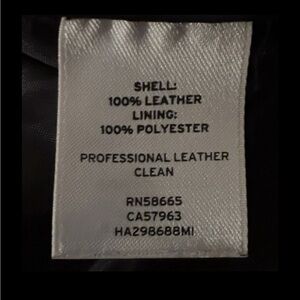 SHELL:
100% LEATHER
LINING:
100% POLYESTER
PROFESSIONAL LEATHER
CLEAN
RN58665
CA57963
HA298688MI